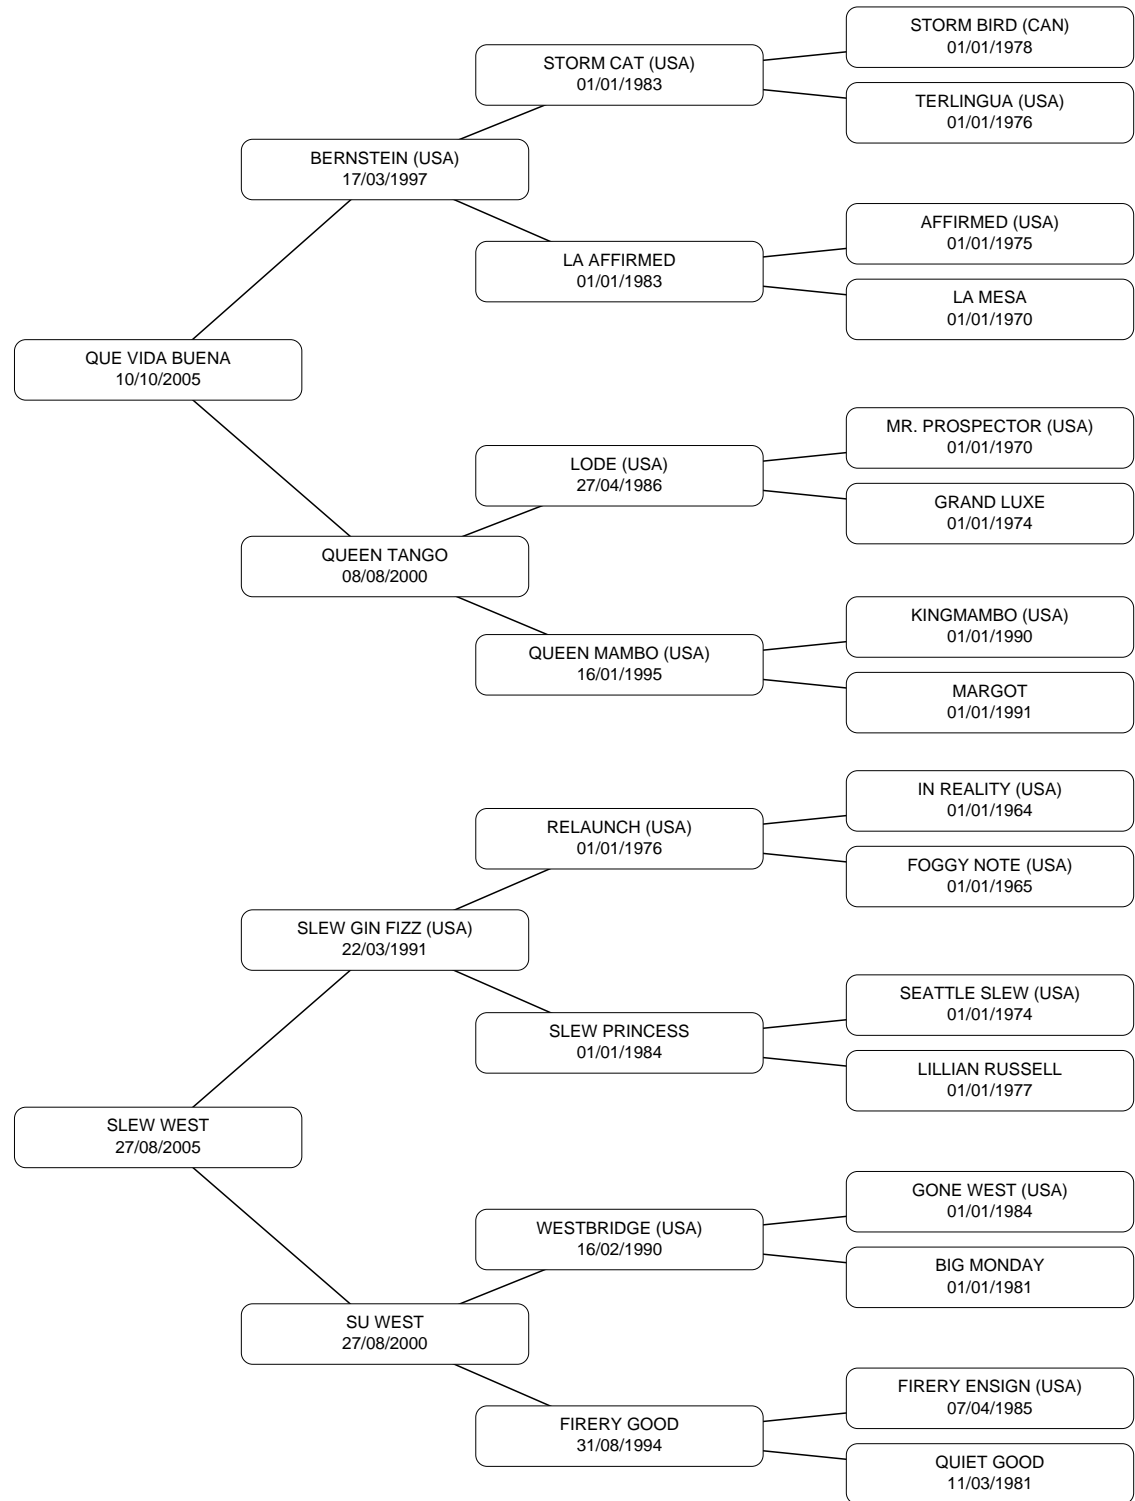 STORM BIRD (CAN)
01/01/1978
STORM CAT (USA)
01/01/1983
TERLINGUA (USA)
01/01/1976
BERNSTEIN (USA)
17/03/1997
AFFIRMED (USA)
01/01/1975
LA AFFIRMED
01/01/1983
LA MESA
01/01/1970
QUE VIDA BUENA
10/10/2005
MR. PROSPECTOR (USA)
01/01/1970
LODE (USA)
27/04/1986
GRAND LUXE
01/01/1974
QUEEN TANGO
08/08/2000
KINGMAMBO (USA)
01/01/1990
QUEEN MAMBO (USA)
16/01/1995
MARGOT
01/01/1991
IN REALITY (USA)
01/01/1964
RELAUNCH (USA)
01/01/1976
FOGGY NOTE (USA)
01/01/1965
SLEW GIN FIZZ (USA)
22/03/1991
SEATTLE SLEW (USA)
01/01/1974
SLEW PRINCESS
01/01/1984
LILLIAN RUSSELL
01/01/1977
SLEW WEST
27/08/2005
GONE WEST (USA)
01/01/1984
WESTBRIDGE (USA)
16/02/1990
BIG MONDAY
01/01/1981
SU WEST
27/08/2000
FIRERY ENSIGN (USA)
07/04/1985
FIRERY GOOD
31/08/1994
QUIET GOOD
11/03/1981